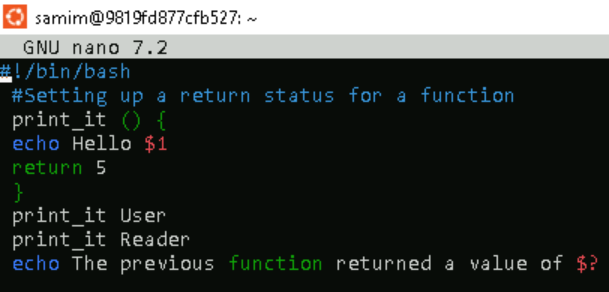 samim@9819fd877cfb527: ~
GNU nano 7.2
#!/bin/bash
#Setting up a return status for a function
print_it () {
echo Hello $1
return 5
}
print_it User
print_it Reader
echo The previous function returned a value of $?